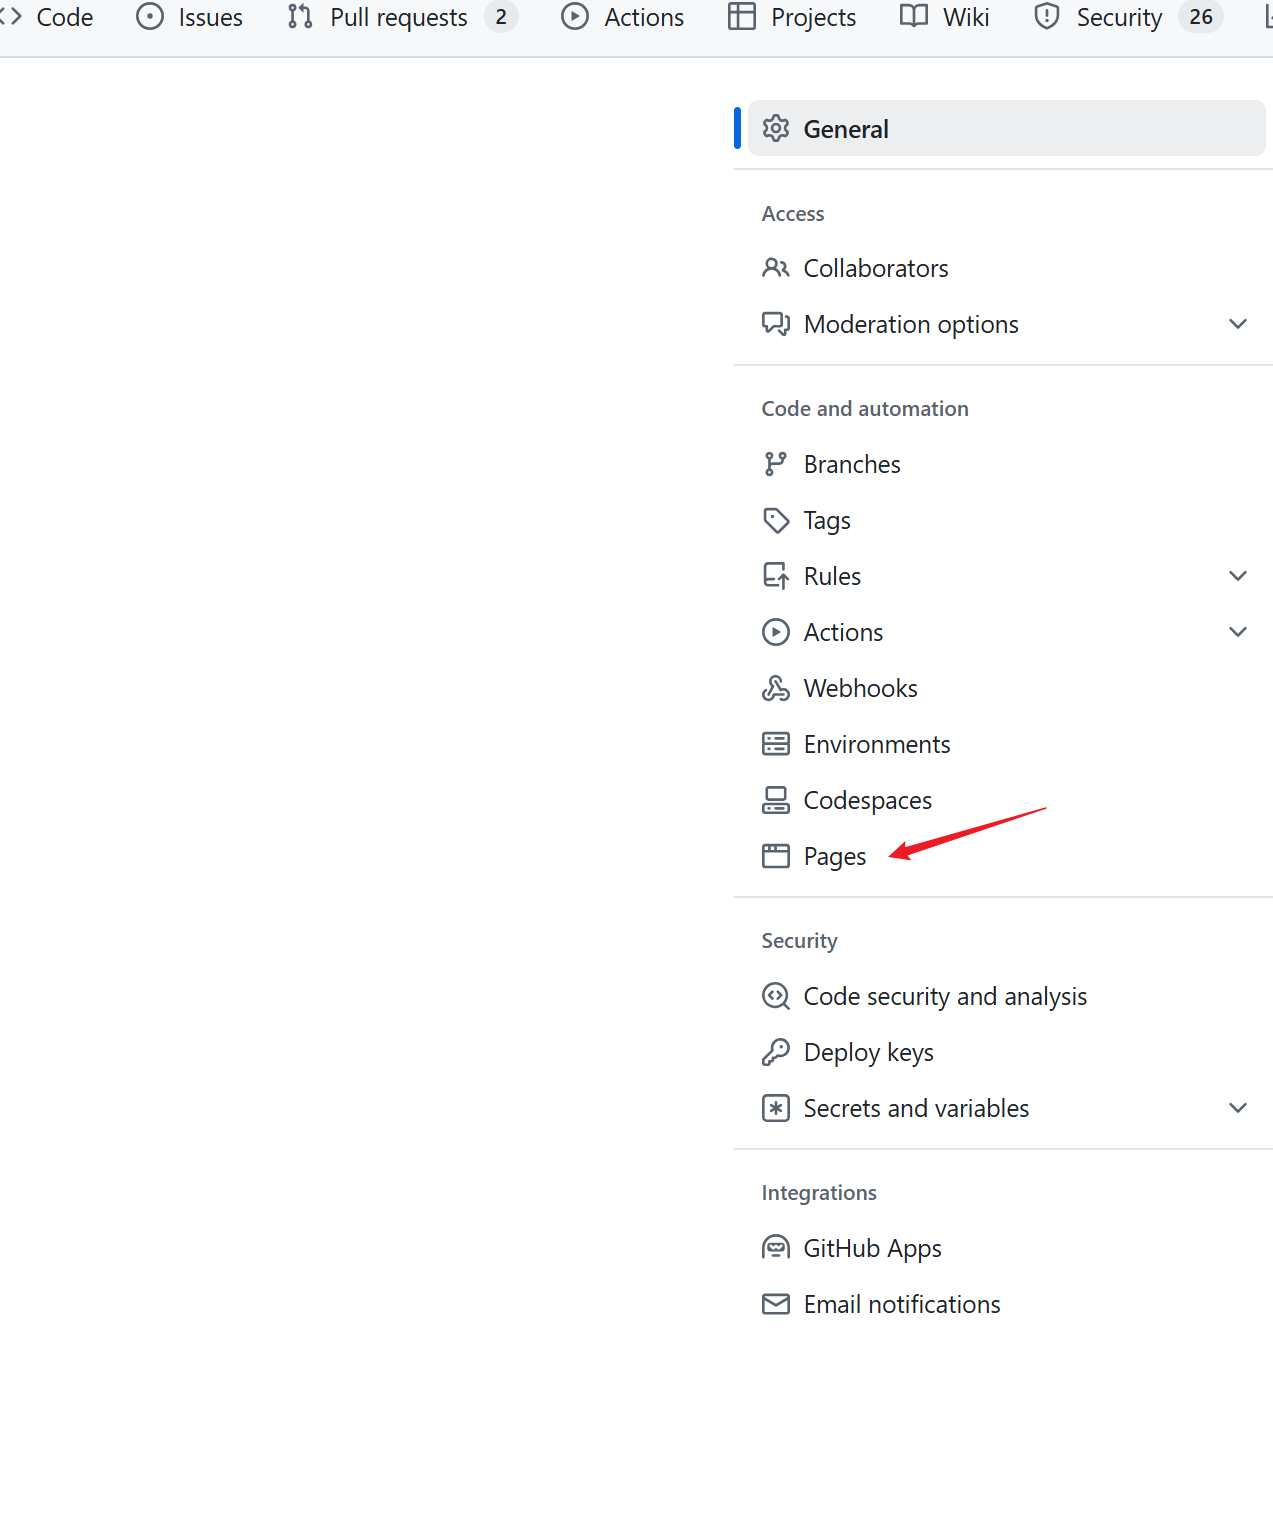 Code Issues Pull requests 2 Actions Projects Wiki Security 26
General
Access
Collaborators
Moderation options
Code and automation
Branches
Tags
Rules
Actions
Webhooks
Environments
Codespaces
Pages
Security
Code security and analysis
Deploy keys
Secrets and variables
Integrations
GitHub Apps
Email notifications